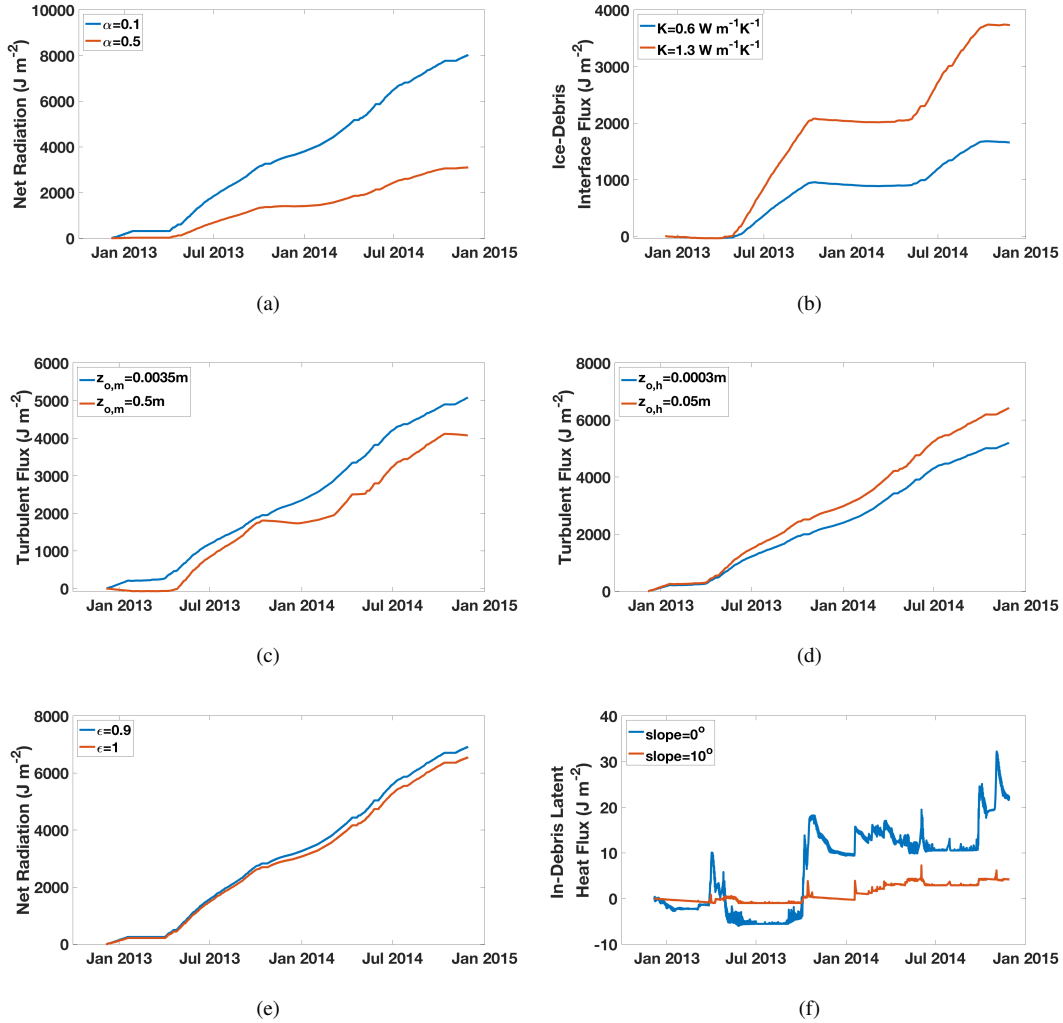 Net Radiation (J m⁻²)
10000
8000
6000
4000
2000
0
α=0.1
α=0.5
Jan 2013 Jul 2013 Jan 2014 Jul 2014 Jan 2015
(a)
Ice-Debris
Interface Flux (J m⁻²)
4000
3000
2000
1000
0
K=0.6 W m⁻¹K⁻¹
K=1.3 W m⁻¹K⁻¹
Jan 2013 Jul 2013 Jan 2014 Jul 2014 Jan 2015
(b)
Turbulent Flux (J m⁻²)
6000
5000
4000
3000
2000
1000
0
z_{o,m}=0.0035m
z_{o,m}=0.5m
Jan 2013 Jul 2013 Jan 2014 Jul 2014 Jan 2015
(c)
Turbulent Flux (J m⁻²)
8000
6000
4000
2000
0
z_{o,h}=0.0003m
z_{o,h}=0.05m
Jan 2013 Jul 2013 Jan 2014 Jul 2014 Jan 2015
(d)
Net Radiation (J m⁻²)
8000
6000
4000
2000
0
ϵ=0.9
ϵ=1
Jan 2013 Jul 2013 Jan 2014 Jul 2014 Jan 2015
(e)
In-Debris Latent
Heat Flux (J m⁻²)
40
30
20
10
0
-10
slope=0°
slope=10°
Jan 2013 Jul 2013 Jan 2014 Jul 2014 Jan 2015
(f)